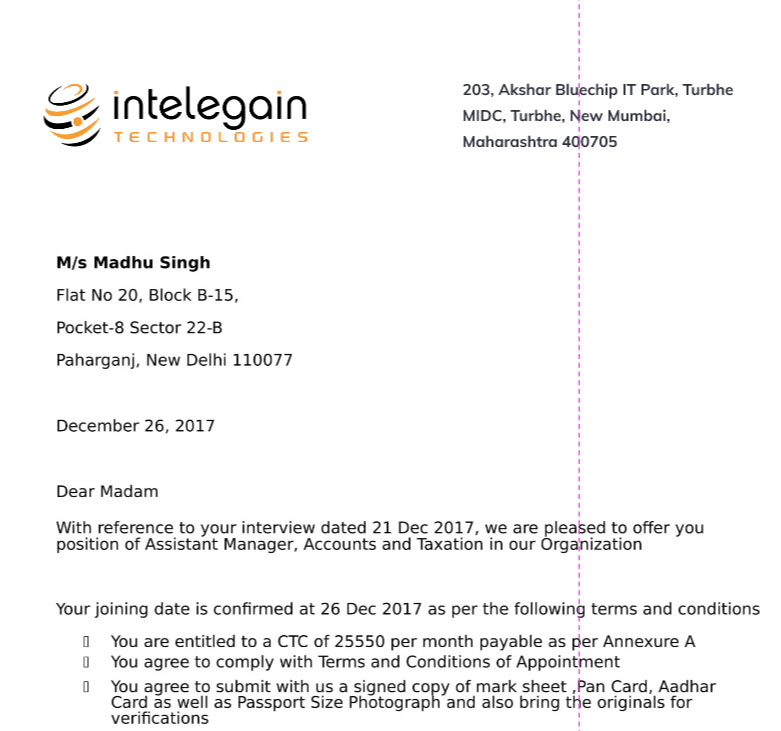 intelegain
TECHNOLOGIES
203, Akshar Bluechip IT Park, Turbhe
MIDC, Turbhe, New Mumbai,
Maharashtra 400705
M/s Madhu Singh
Flat No 20, Block B-15,
Pocket-8 Sector 22-B
Paharganj, New Delhi 110077
December 26, 2017
Dear Madam
With reference to your interview dated 21 Dec 2017, we are pleased to offer you
position of Assistant Manager, Accounts and Taxation in our Organization
Your joining date is confirmed at 26 Dec 2017 as per the following terms and conditions
You are entitled to a CTC of 25550 per month payable as per Annexure A
You agree to comply with Terms and Conditions of Appointment
You agree to submit with us a signed copy of mark sheet ,Pan Card, Aadhar
Card as well as Passport Size Photograph and also bring the originals for
verifications